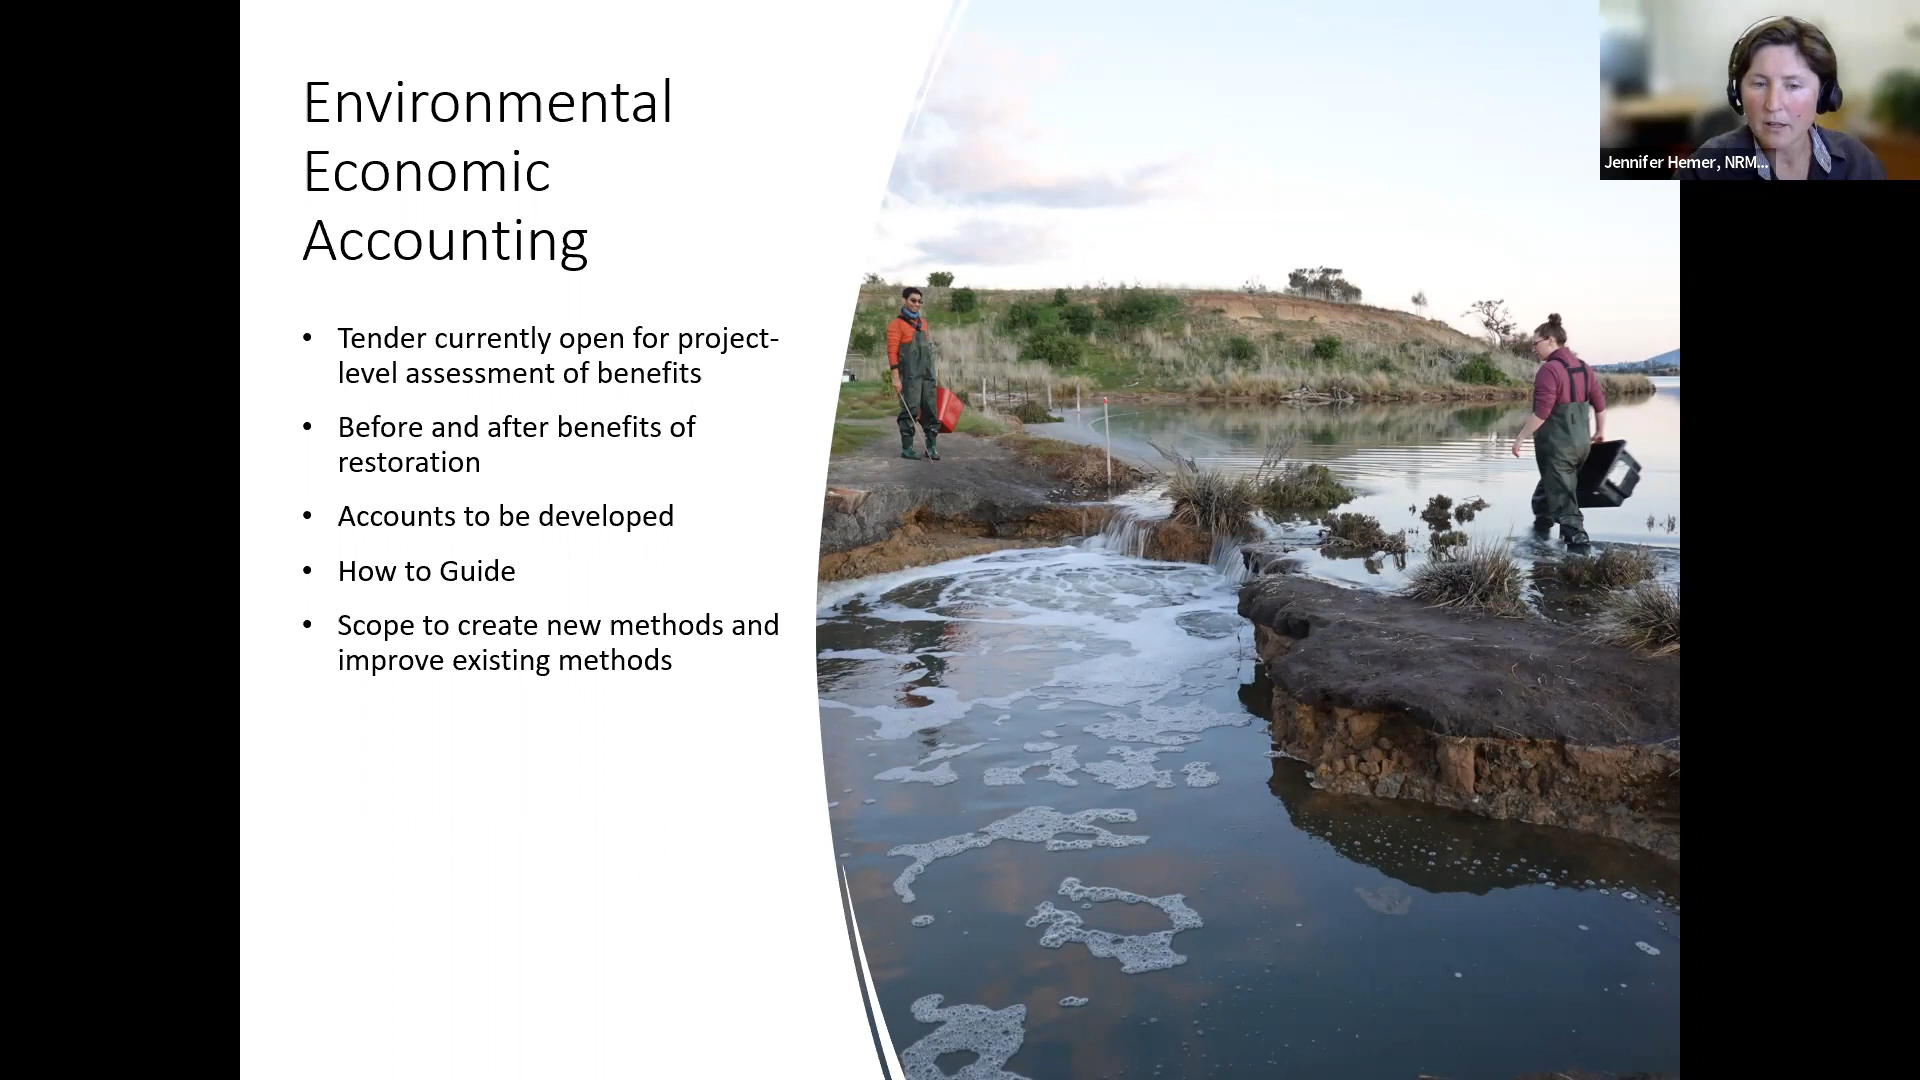 Environmental
Economic
Accounting
• Tender currently open for project-
level assessment of benefits
• Before and after benefits of
restoration
• Accounts to be developed
• How to Guide
• Scope to create new methods and
improve existing methods
Jennifer Hemer, NRM...